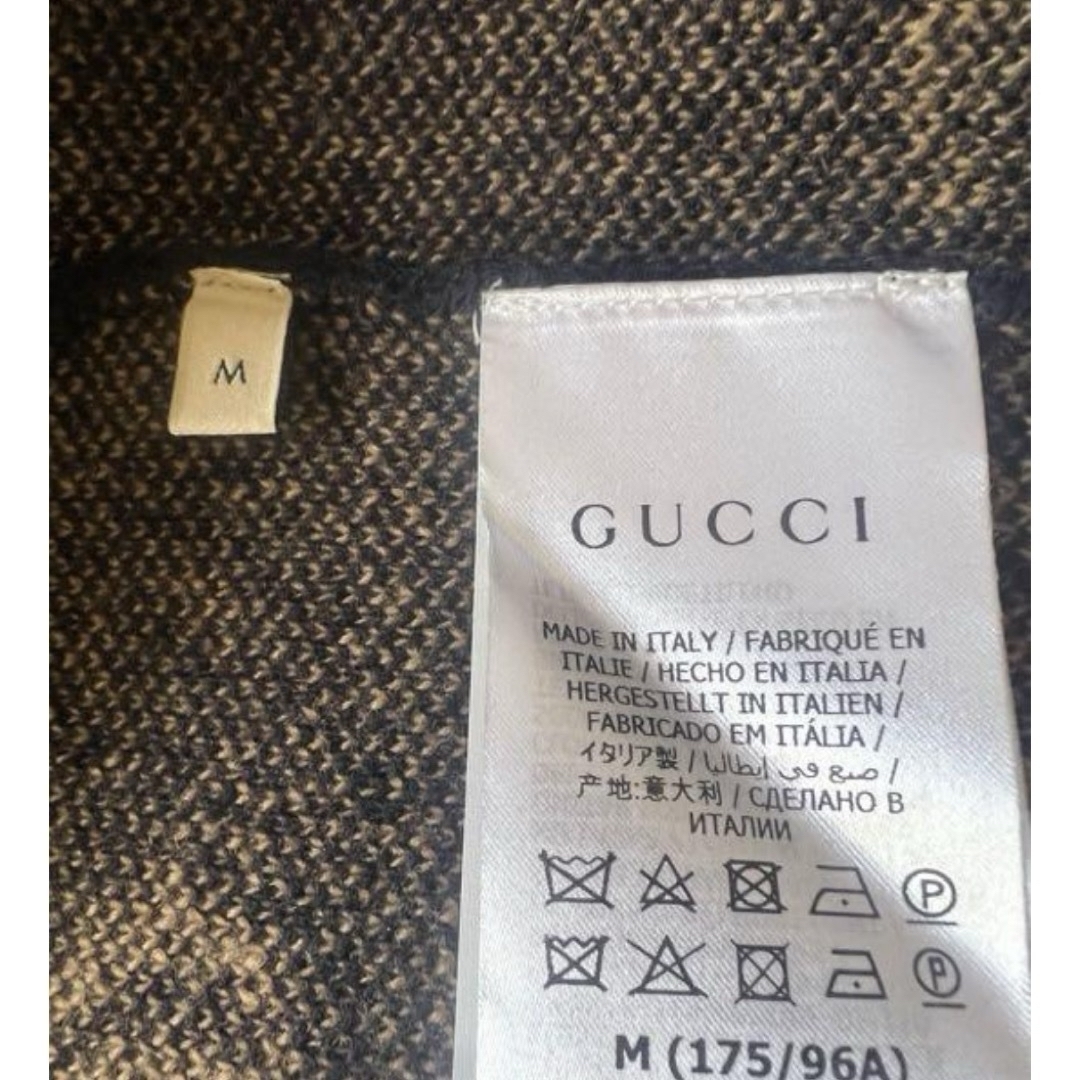 M
GUCCI
MADE IN ITALY / FABRIQUÉ EN
ITALIE / HECHO EN ITALIA /
HERGESTELLT IN ITALIEN /
FABRICADO EM ITÁLIA /
イタリア製 / صنع في إيطاليا /
产地:意大利 / СДЕЛАНО В
ИТАЛИИ
P
P
M (175/96A)